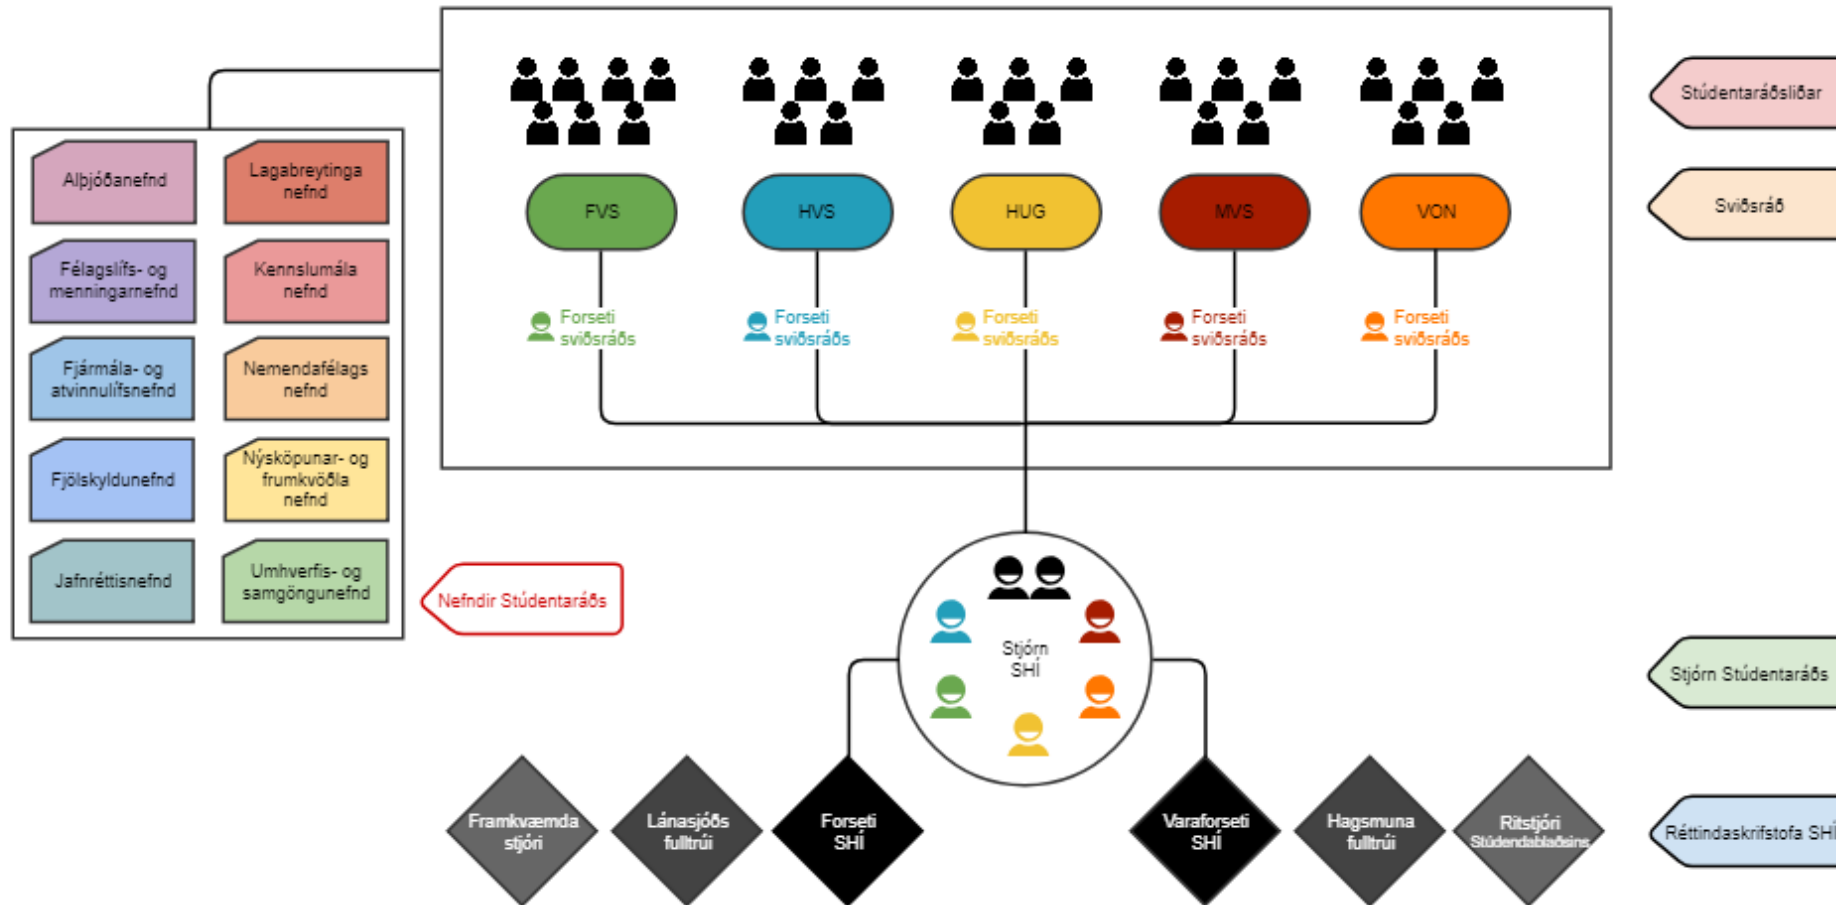 Stúdentaráðsliðar
Alþjóðanefnd
Lagabreytinga
nefnd
FVS
HVS
HUG
MVS
VON
Sviðsráð
Félagslífs- og
menningarnefnd
Kennslumála
nefnd
Forseti
sviðsráðs
Forseti
sviðsráðs
Forseti
sviðsráðs
Forseti
sviðsráðs
Forseti
sviðsráðs
Fjármála- og
atvinnulífsnefnd
Nemendafélags
nefnd
Fjölskyldunefnd
Nýsköpunar- og
frumkvöðla
nefnd
Jafnréttisnefnd
Umhverfis- og
samgöngunefnd
Nefndir Stúdentaráðs
Stjórn
SHÍ
Stjórn Stúdentaráðs
Framkvæmda
stjóri
Lánasjóðs
fulltrúi
Forseti
SHÍ
Varaforseti
SHÍ
Hagsmuna
fulltrúi
Ritstjóri
Stúdendablaðsins
Réttindaskrifstofa SHÍ